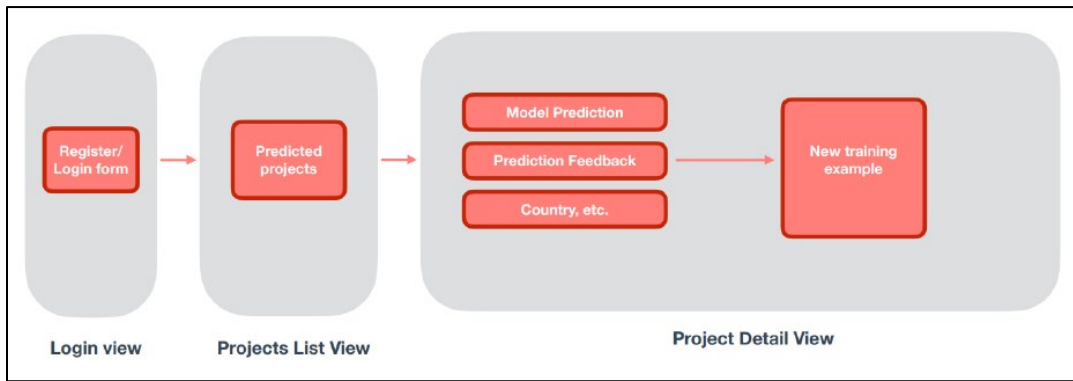 Register/
Login form
Predicted
projects
Model Prediction
Prediction Feedback
Country, etc.
New training
example
Login view
Projects List View
Project Detail View